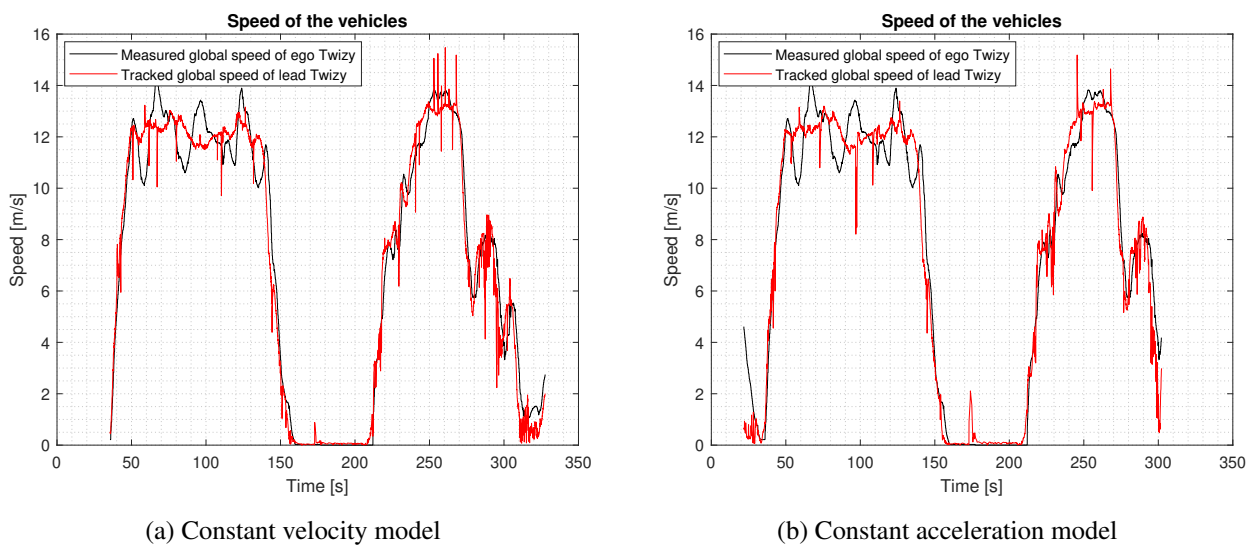 Speed of the vehicles
16
14
12
10
8
6
4
2
0
Speed [m/s]
Measured global speed of ego Twizy
Tracked global speed of lead Twizy
0
50
100
150
200
250
300
350
Time [s]
(a) Constant velocity model
Speed of the vehicles
16
14
12
10
8
6
4
2
0
Speed [m/s]
Measured global speed of ego Twizy
Tracked global speed of lead Twizy
0
50
100
150
200
250
300
350
Time [s]
(b) Constant acceleration model